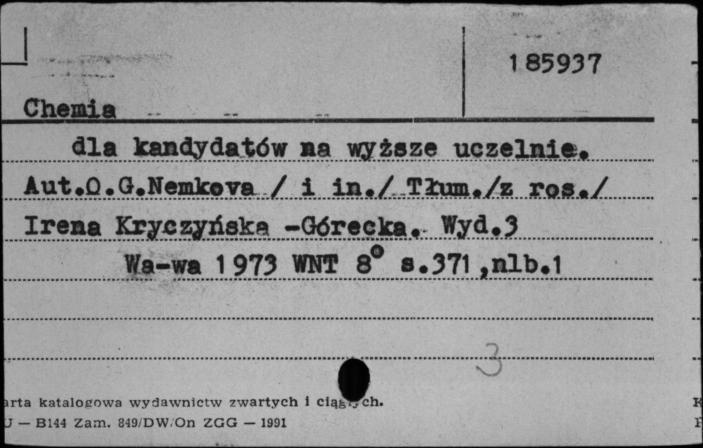 185937
Chemia
dla kandydatów na wyższe uczelnie.
Aut.O.G.Nemkova / i in./ Tłum./z ros./
Irena Kryczyńska -Górecka. Wyd.3
Wa-wa 1973 WNT 8° s.371,nlb.1
3
arta katalogowa wydawnictw zwartych i ciągłych.
J — B144 Zam. 849/DW/On ZGG — 1991